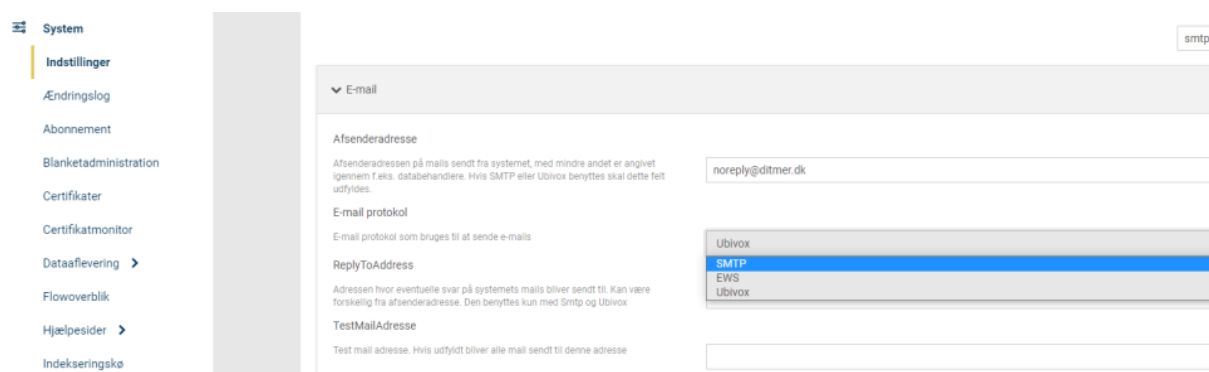 System
Indstillinger
Ændringslog
Abonnement
Blanketadministration
Certifikater
Certifikatmonitor
Dataaflevering
Flowoverblik
Hjælpesider
Indekseringskø
smtp
E-mail
Afsenderadresse
Afsenderadressen på mails sendt fra systemet, med mindre andet er angivet
igennem f.eks. databehandlere. Hvis SMTP eller Ubivox benyttes skal dette felt
udfyldes.
noreply@ditmer.dk
E-mail protokol
E-mail protokol som bruges til at sende e-mails
Ubivox
SMTP
EWS
Ubivox
ReplyToAddress
Adressen hvor eventuelle svar på systemets mails bliver sendt til. Kan være
forskellig fra afsenderadresse. Den benyttes kun med Smtp og Ubivox
TestMailAdresse
Test mail adresse. Hvis udfyldt bliver alle mail sendt til denne adresse